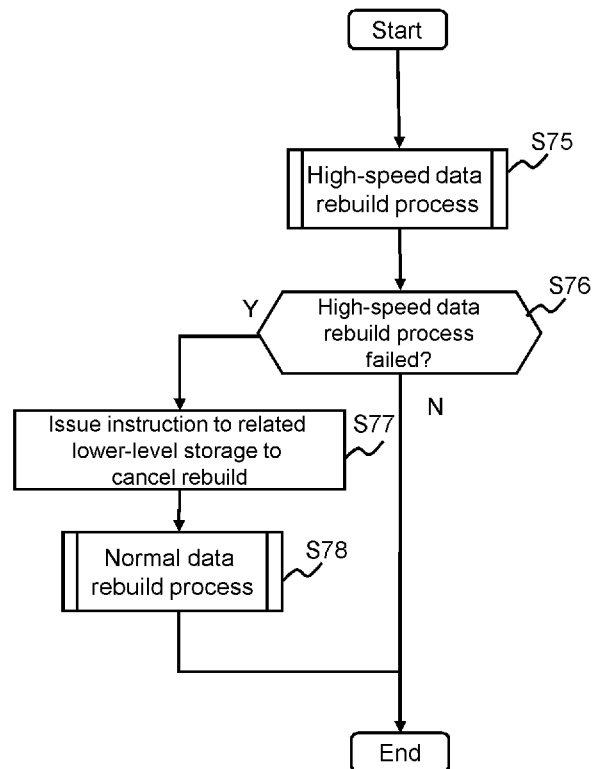 Start
S75
High-speed data
rebuild process
S76
High-speed data
rebuild process
failed?
Y
N
Issue instruction to related
lower-level storage to
cancel rebuild
S77
Normal data
rebuild process
S78
End